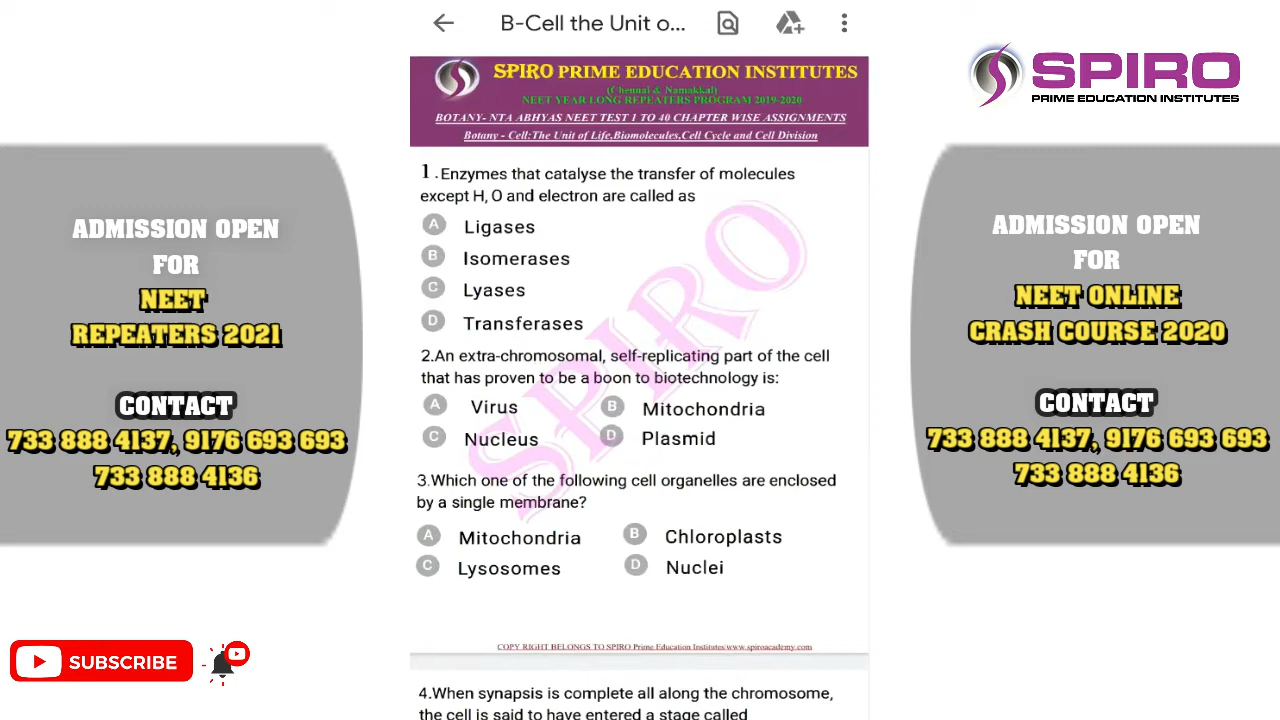 B-Cell the Unit o...
SPIRO PRIME EDUCATION INSTITUTES
(Chennai & Namakkal)
NEET YEAR LONG REPEATERS PROGRAM 2019-2020
BOTANY- NTA ABHYAS NEET TEST 1 TO 40 CHAPTER WISE ASSIGNMENTS
Botany - Cell:The Unit of Life,Biomolecules,Cell Cycle and Cell Division
SPIRO
PRIME EDUCATION INSTITUTES
ADMISSION OPEN
FOR
NEET
REPEATERS 2021
CONTACT
733 888 4137, 9176 693 693
733 888 4136
1.Enzymes that catalyse the transfer of molecules
except H, O and electron are called as
A Ligases
B Isomerases
C Lyases
D Transferases
2.An extra-chromosomal, self-replicating part of the cell
that has proven to be a boon to biotechnology is:
A Virus B Mitochondria
C Nucleus D Plasmid
3.Which one of the following cell organelles are enclosed
by a single membrane?
A Mitochondria B Chloroplasts
C Lysosomes D Nuclei
SPIRO
COPY RIGHT BELONGS TO SPIRO Prime Education Institutes/www.spiroacademy.com
4.When synapsis is complete all along the chromosome,
the cell is said to have entered a stage called
ADMISSION OPEN
FOR
NEET ONLINE
CRASH COURSE 2020
CONTACT
733 888 4137, 9176 693 693
733 888 4136
SUBSCRIBE